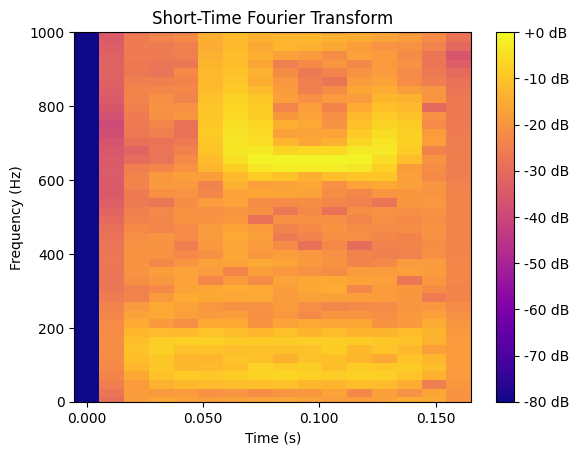 Short-Time Fourier Transform
1000
800
600
400
200
0
Frequency (Hz)
0.000
0.050
0.100
0.150
Time (s)
+0 dB
-10 dB
-20 dB
-30 dB
-40 dB
-50 dB
-60 dB
-70 dB
-80 dB